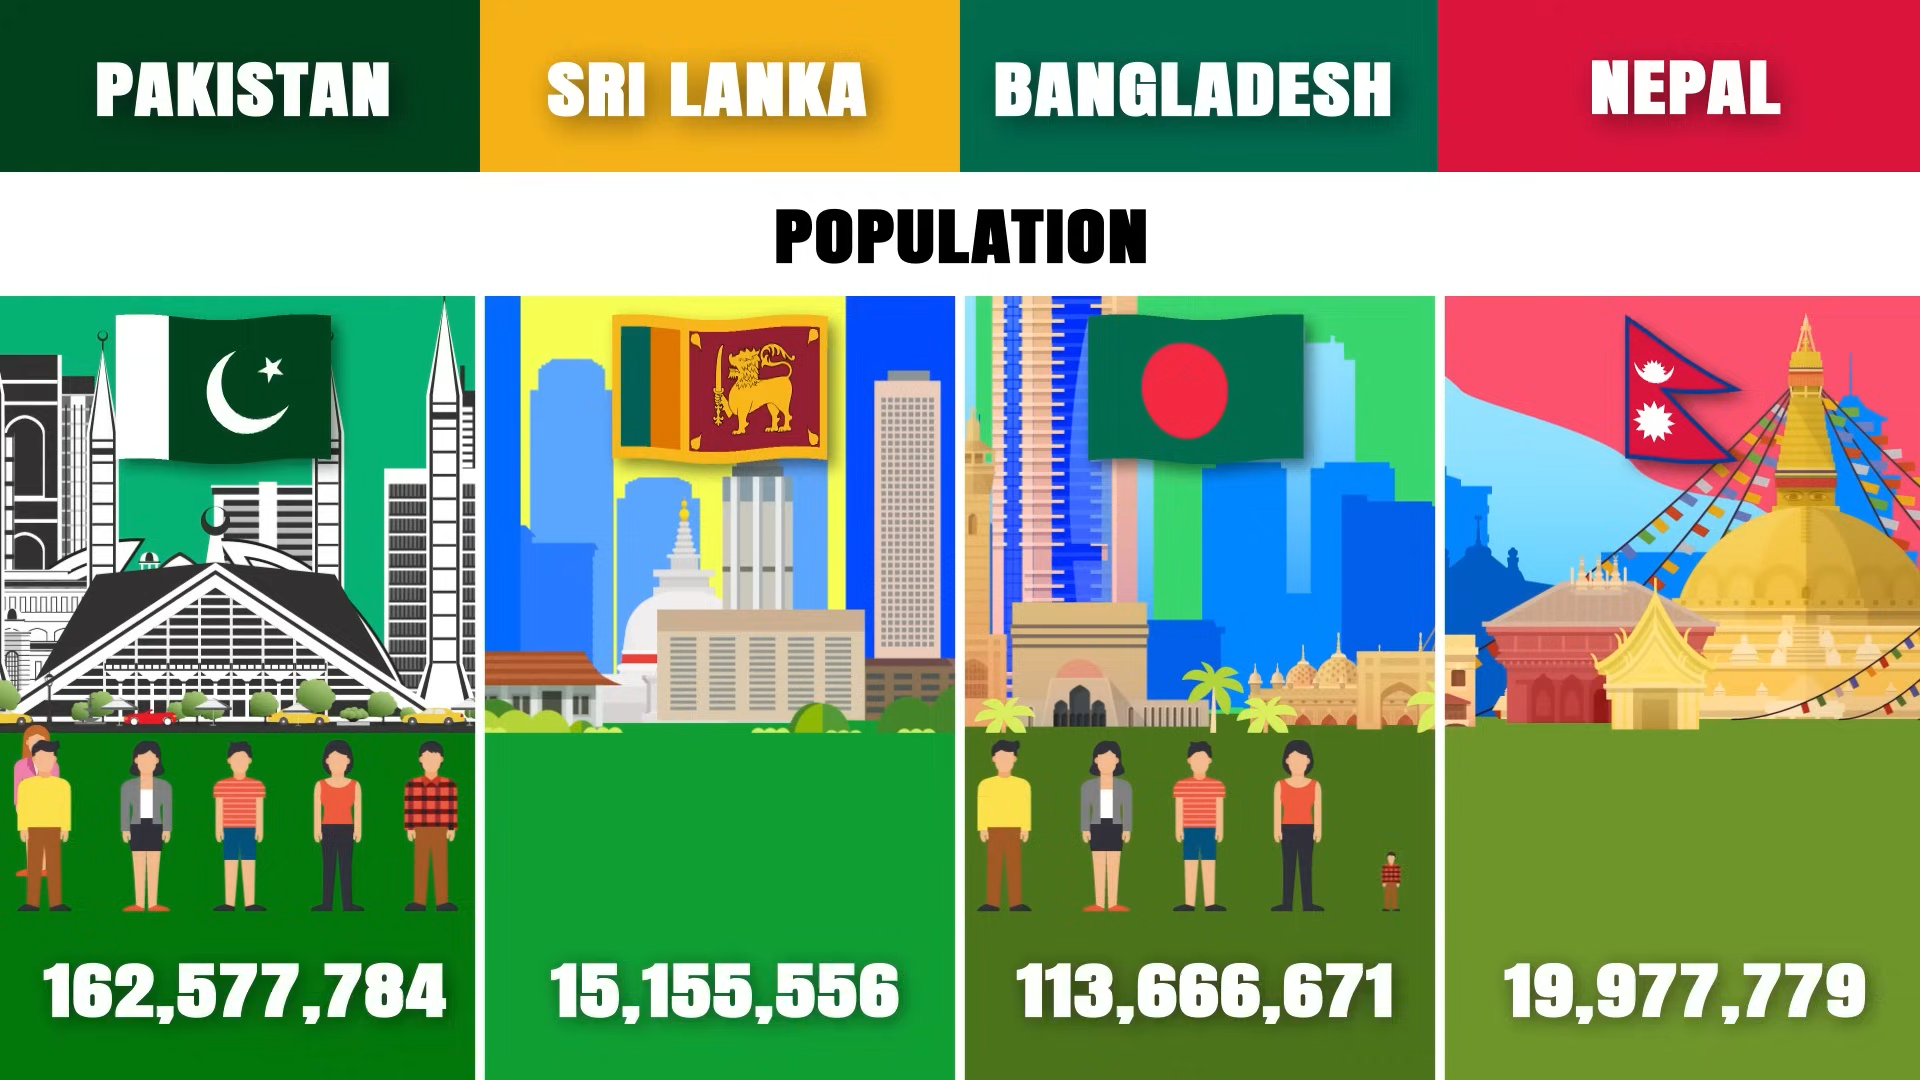 PAKISTAN
SRI LANKA
BANGLADESH
NEPAL
POPULATION
162,577,784
15,155,556
113,666,671
19,977,779